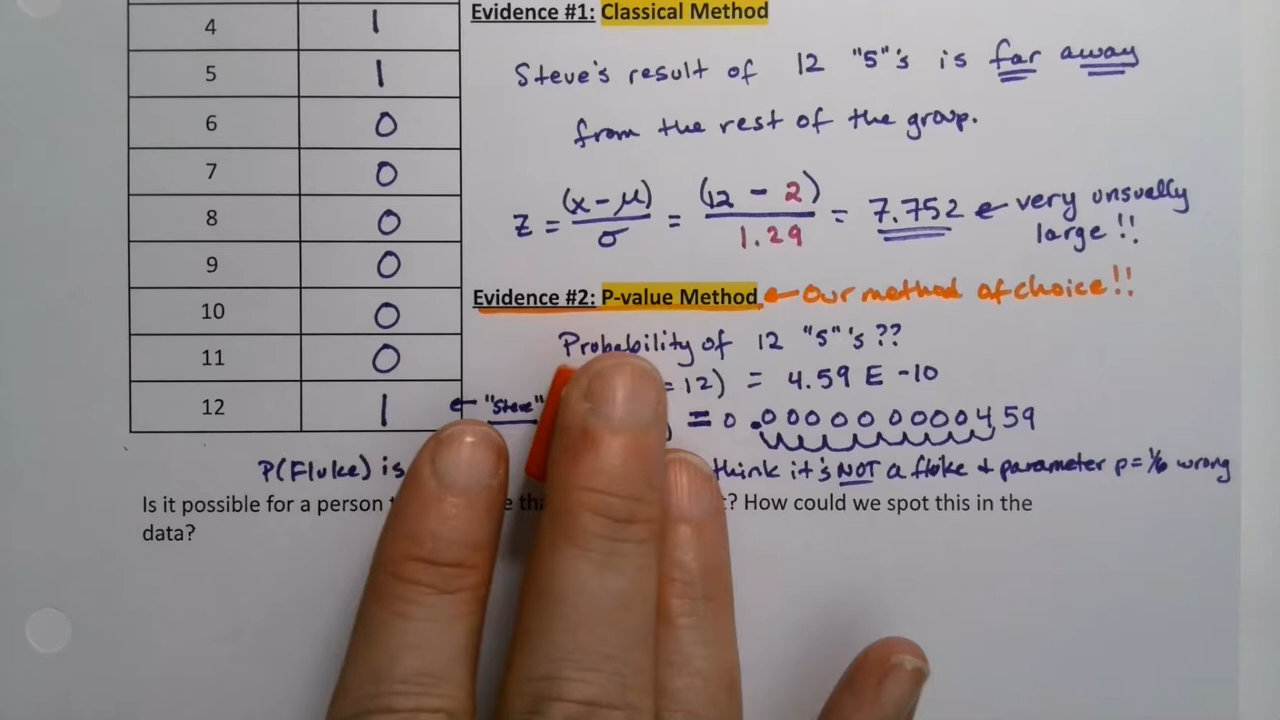 4 1
5 1
6 0
7 0
8 0
9 0
10 0
11 0
12 1
Evidence #1: Classical Method
Steve's result of 12 "5"'s is far away
from the rest of the group.
Z = (x-μ)/σ = (12 - 2)/1.29 = 7.752 ← very unsually
large!!
Evidence #2: P-value Method ← our method of choice!!
Probability of 12 "5"'s ??
=12) = 4.59 E -10
← "Steve" ) = 0.000000000459
P(Fluke) is think it's NOT a fluke + parameter p=1/6 wrong
Is it possible for a person ? How could we spot this in the
data?